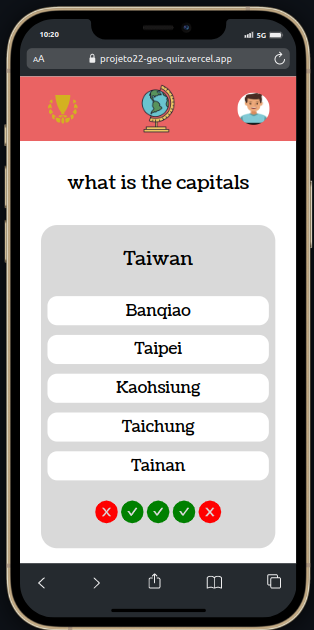 10:20
5G
AA
projeto22-geo-quiz.vercel.app
what is the capitals
Taiwan
Banqiao
Taipei
Kaohsiung
Taichung
Tainan